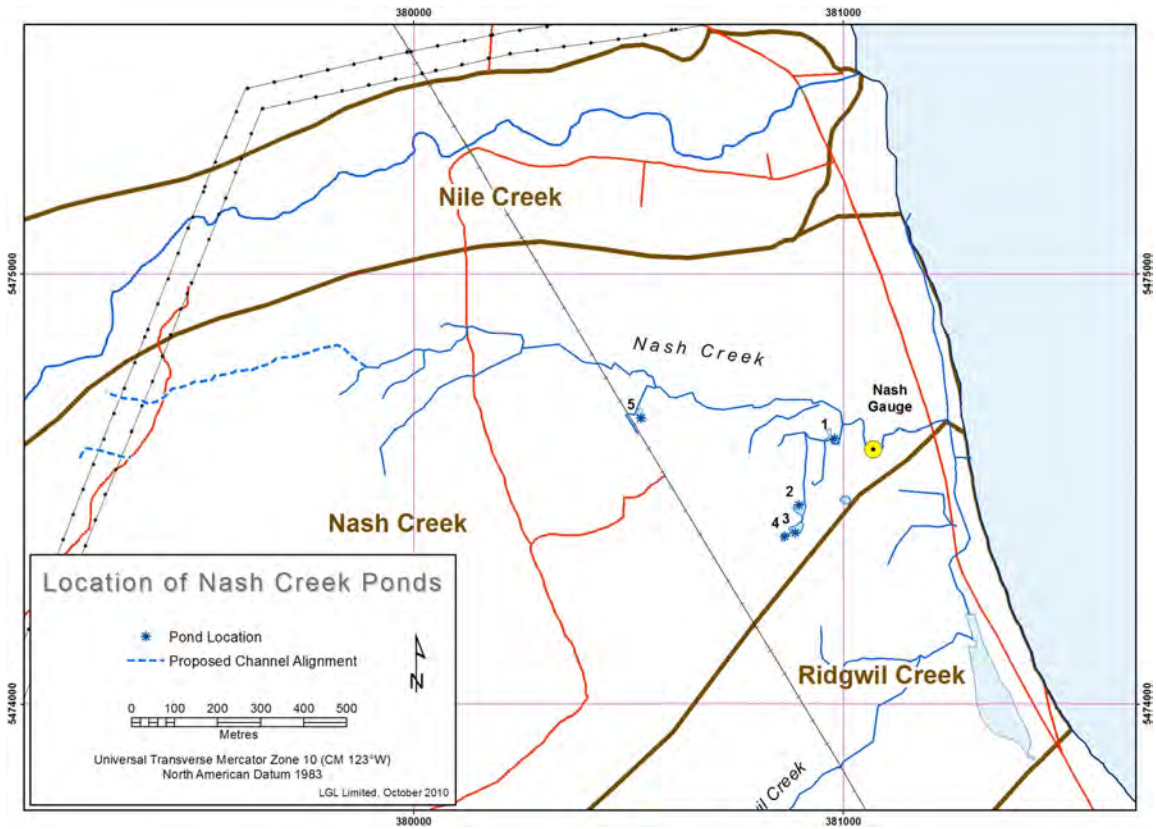 380000
381000
Nile Creek
5475000
5475000
Nash Creek
Nash
Gauge
5
1
2
3
4
Nash Creek
Location of Nash Creek Ponds
Pond Location
Proposed Channel Alignment
N
0 100 200 300 400 500
Metres
Universal Transverse Mercator Zone 10 (CM 123°W)
North American Datum 1983
LGL Limited, October 2010
Ridgwil Creek
5474000
5474000
il Creek
380000
381000